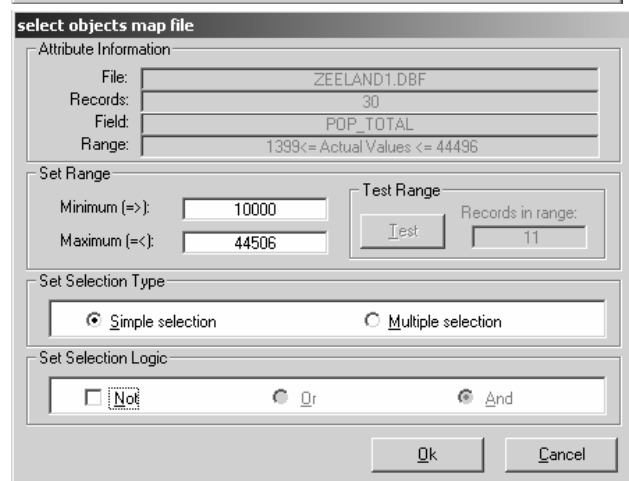 select objects map file
Attribute Information
File: ZEELAND1.DBF
Records: 30
Field: POP_TOTAL
Range: 1399<= Actual Values <= 44496
Set Range
Minimum (=>): 10000
Maximum (=<): 44506
Test Range
Test
Records in range:
11
Set Selection Type
Simple selection Multiple selection
Set Selection Logic
Not Or And
Ok Cancel